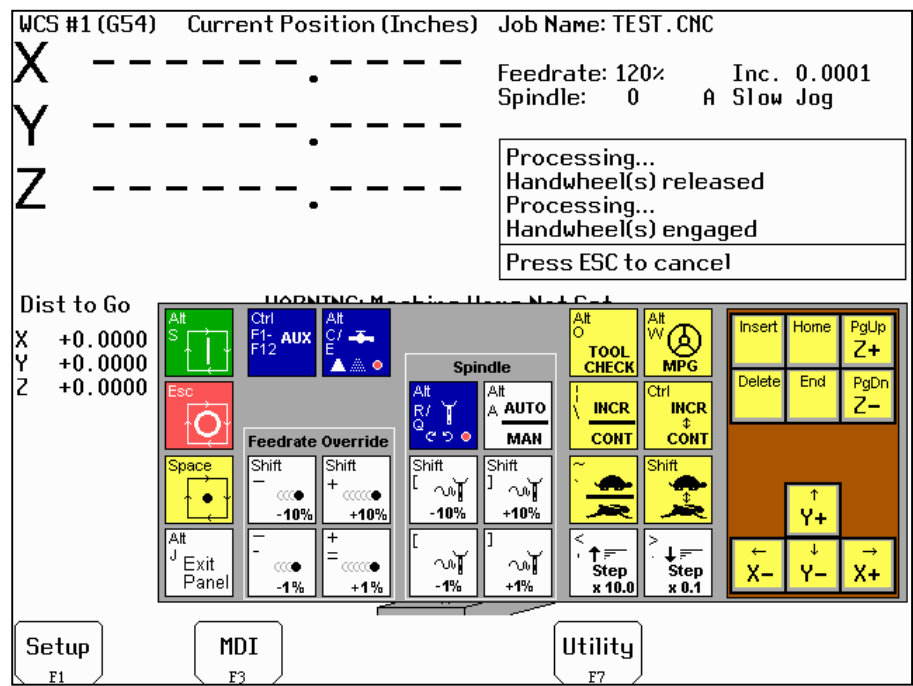 WCS #1 (G54) Current Position (Inches) Job Name: TEST.CNC
X - - - - - - . - - - -
Feedrate: 120% Inc. 0.0001
Spindle: 0 A Slow Jog
Y - - - - - - . - - - -
Z - - - - - - . - - - -
Processing...
Handwheel(s) released
Processing...
Handwheel(s) engaged
Press ESC to cancel
Dist to Go
X +0.0000
Y +0.0000
Z +0.0000
WARNING: Machine Home Not Set
Alt
S
Ctrl
F1-
F12 AUX
Alt
C/
E
Alt
O
TOOL
CHECK
Alt
W
MPG
Insert Home PgUp
Z+
Delete End PgDn
Z-
Esc
Spindle
Alt
R/
Q
Alt
A AUTO
MAN
¦
\ INCR
CONT
Ctrl
INCR
CONT
Feedrate Override
Space
Shift
-
-10%
Shift
+
+10%
Shift
[
-10%
Shift
]
+10%
~
`
Shift
Alt
J Exit
Panel
-
-
-1%
+
=
+1%
[
-1%
]
+1%
<
,
Step
x 10.0
>
.
Step
x 0.1
↑
Y+
←
X-
↓
Y-
→
X+
Setup
F1
MDI
F3
Utility
F7